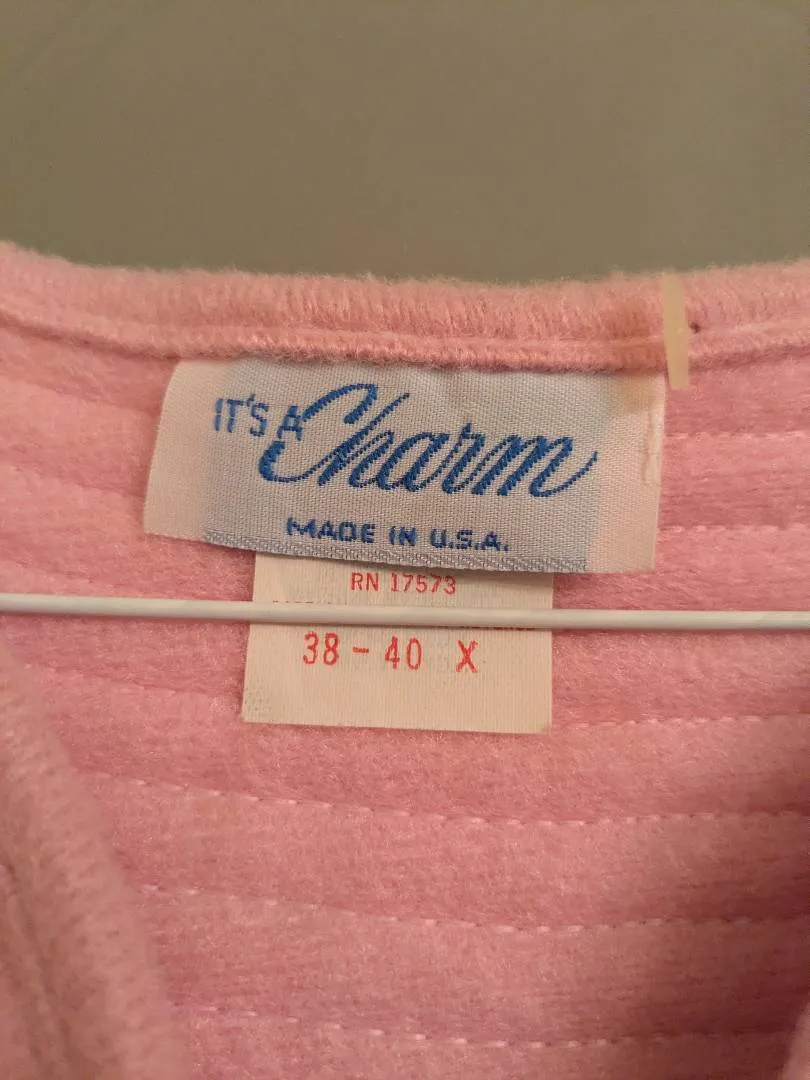 IT'S A Charm
MADE IN U.S.A.
RN 17573
38 - 40 X